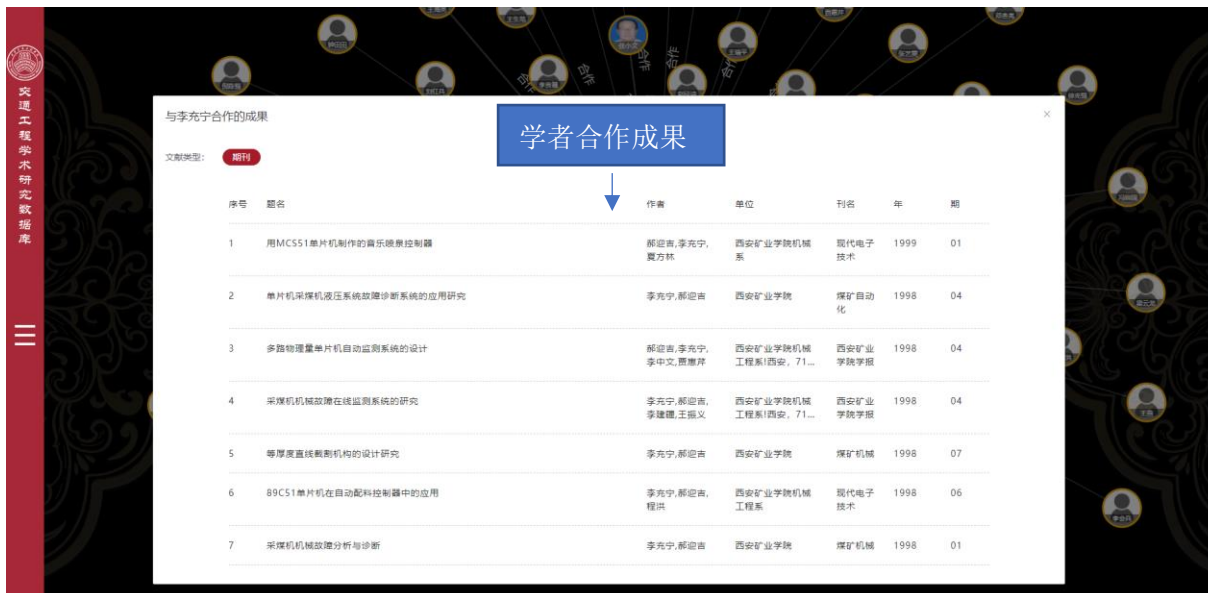 交通工程学术研究数据库
合作
合作
合作
合作
合作
与李充宁合作的成果
×
学者合作成果
文献类型: 期刊
序号 题名 作者 单位 刊名 年 期
1 用MCS51单片机制作的音乐喷泉控制器 郝迎吉,李充宁, 西安矿业学院机械 现代电子 1999 01
夏方林 系 技术
2 单片机采煤机液压系统故障诊断系统的应用研究 李充宁,郝迎吉 西安矿业学院 煤矿自动 1998 04
化
3 多路物理量单片机自动监测系统的设计 郝迎吉,李充宁, 西安矿业学院机械 西安矿业 1998 04
李中文,贾惠芹 工程系!西安，71... 学院学报
4 采煤机机械故障在线监测系统的研究 李充宁,郝迎吉, 西安矿业学院机械 西安矿业 1998 04
李建疆,王振义 工程系!西安，71... 学院学报
5 等厚度直线截割机构的设计研究 李充宁,郝迎吉 西安矿业学院 煤矿机械 1998 07
6 89C51单片机在自动配料控制器中的应用 李充宁,郝迎吉, 西安矿业学院机械 现代电子 1998 06
程洪 工程系 技术
7 采煤机机械故障分析与诊断 李充宁,郝迎吉 西安矿业学院 煤矿机械 1998 01